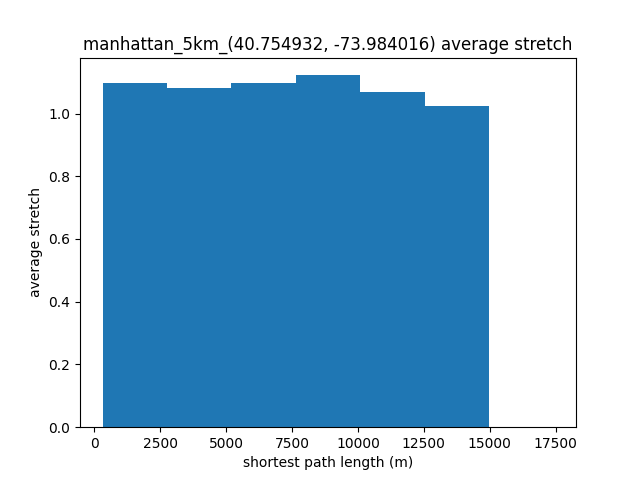 manhattan_5km_(40.754932, -73.984016) average stretch
1.0
0.8
0.6
0.4
0.2
0.0
average stretch
0 2500 5000 7500 10000 12500 15000 17500
shortest path length (m)